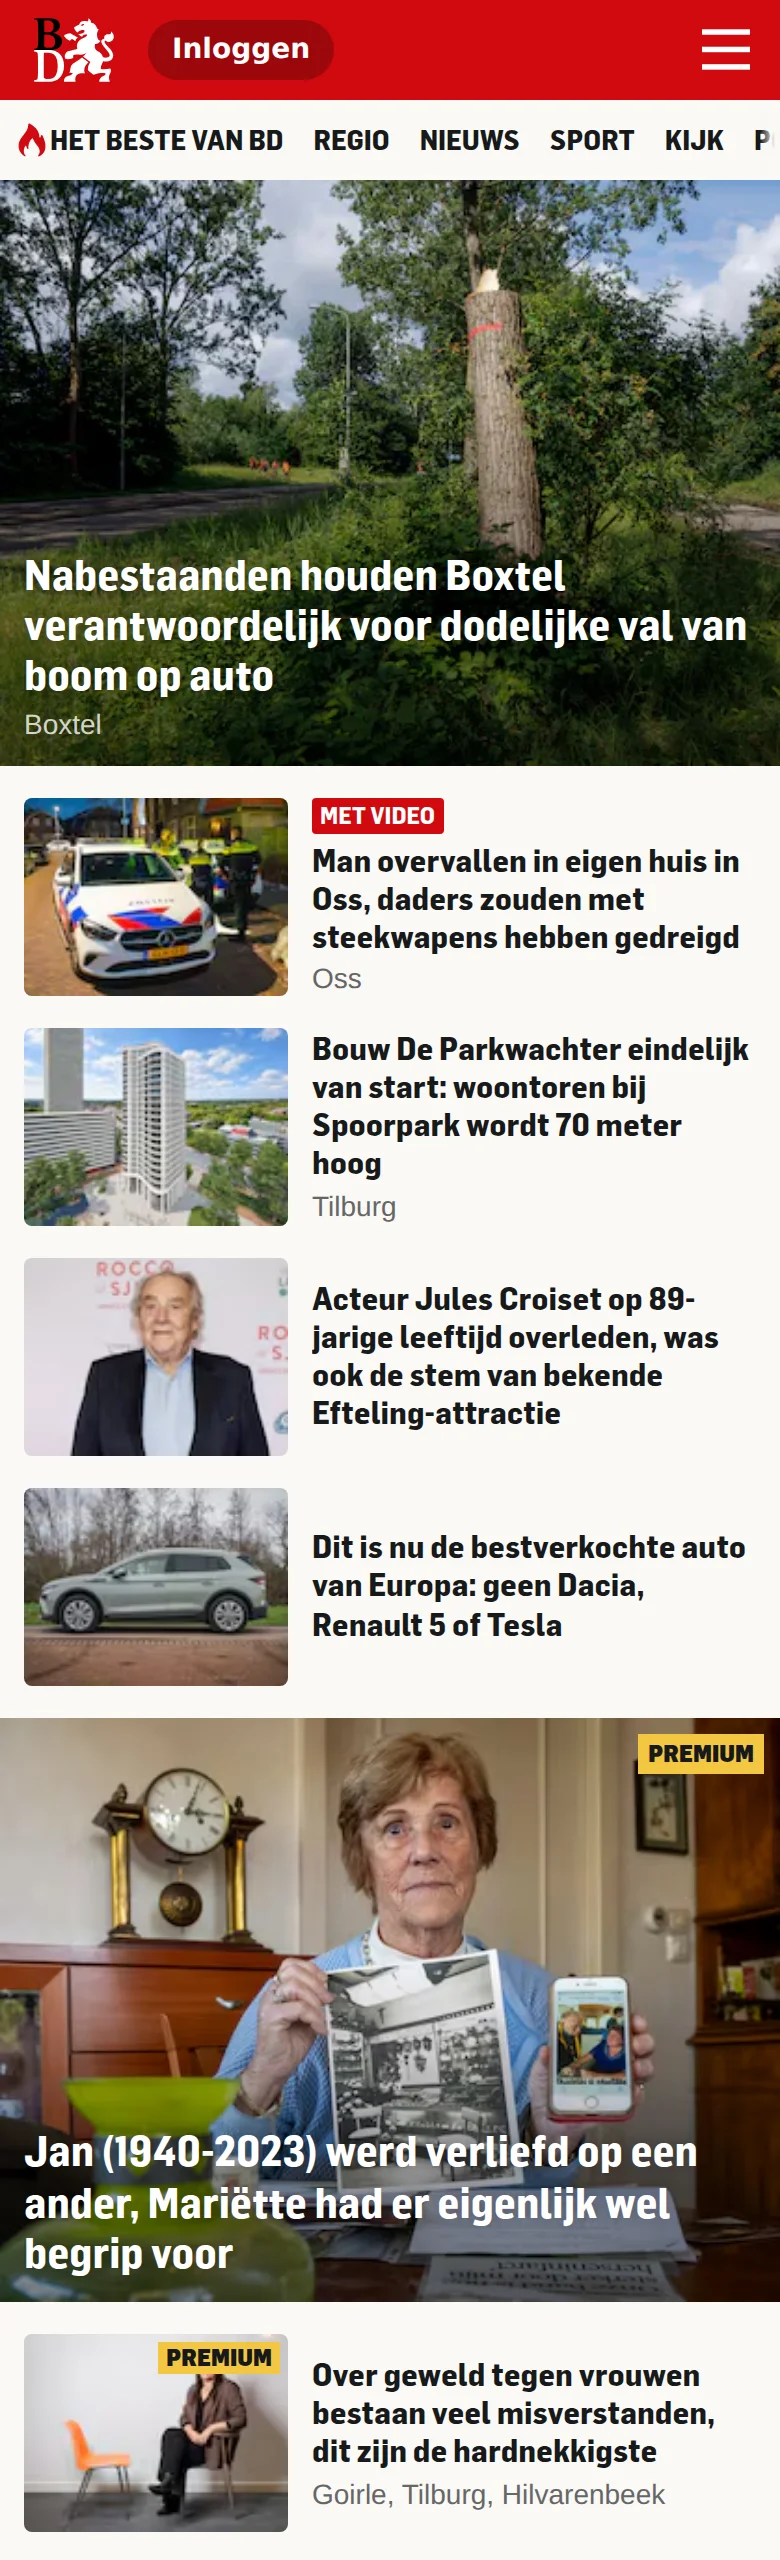 B
D
Inloggen
HET BESTE VAN BD REGIO NIEUWS SPORT KIJK
Nabestaanden houden Boxtel
verantwoordelijk voor dodelijke val van
boom op auto
Boxtel
MET VIDEO
Man overvallen in eigen huis in
Oss, daders zouden met
steekwapens hebben gedreigd
Oss
Bouw De Parkwachter eindelijk
van start: woontoren bij
Spoorpark wordt 70 meter
hoog
Tilburg
ROCCO
SJ
RO
S
Acteur Jules Croiset op 89-
jarige leeftijd overleden, was
ook de stem van bekende
Efteling-attractie
Dit is nu de bestverkochte auto
van Europa: geen Dacia,
Renault 5 of Tesla
PREMIUM
Jan (1940-2023) werd verliefd op een
ander, Mariëtte had er eigenlijk wel
begrip voor
PREMIUM
Over geweld tegen vrouwen
bestaan veel misverstanden,
dit zijn de hardnekkigste
Goirle, Tilburg, Hilvarenbeek